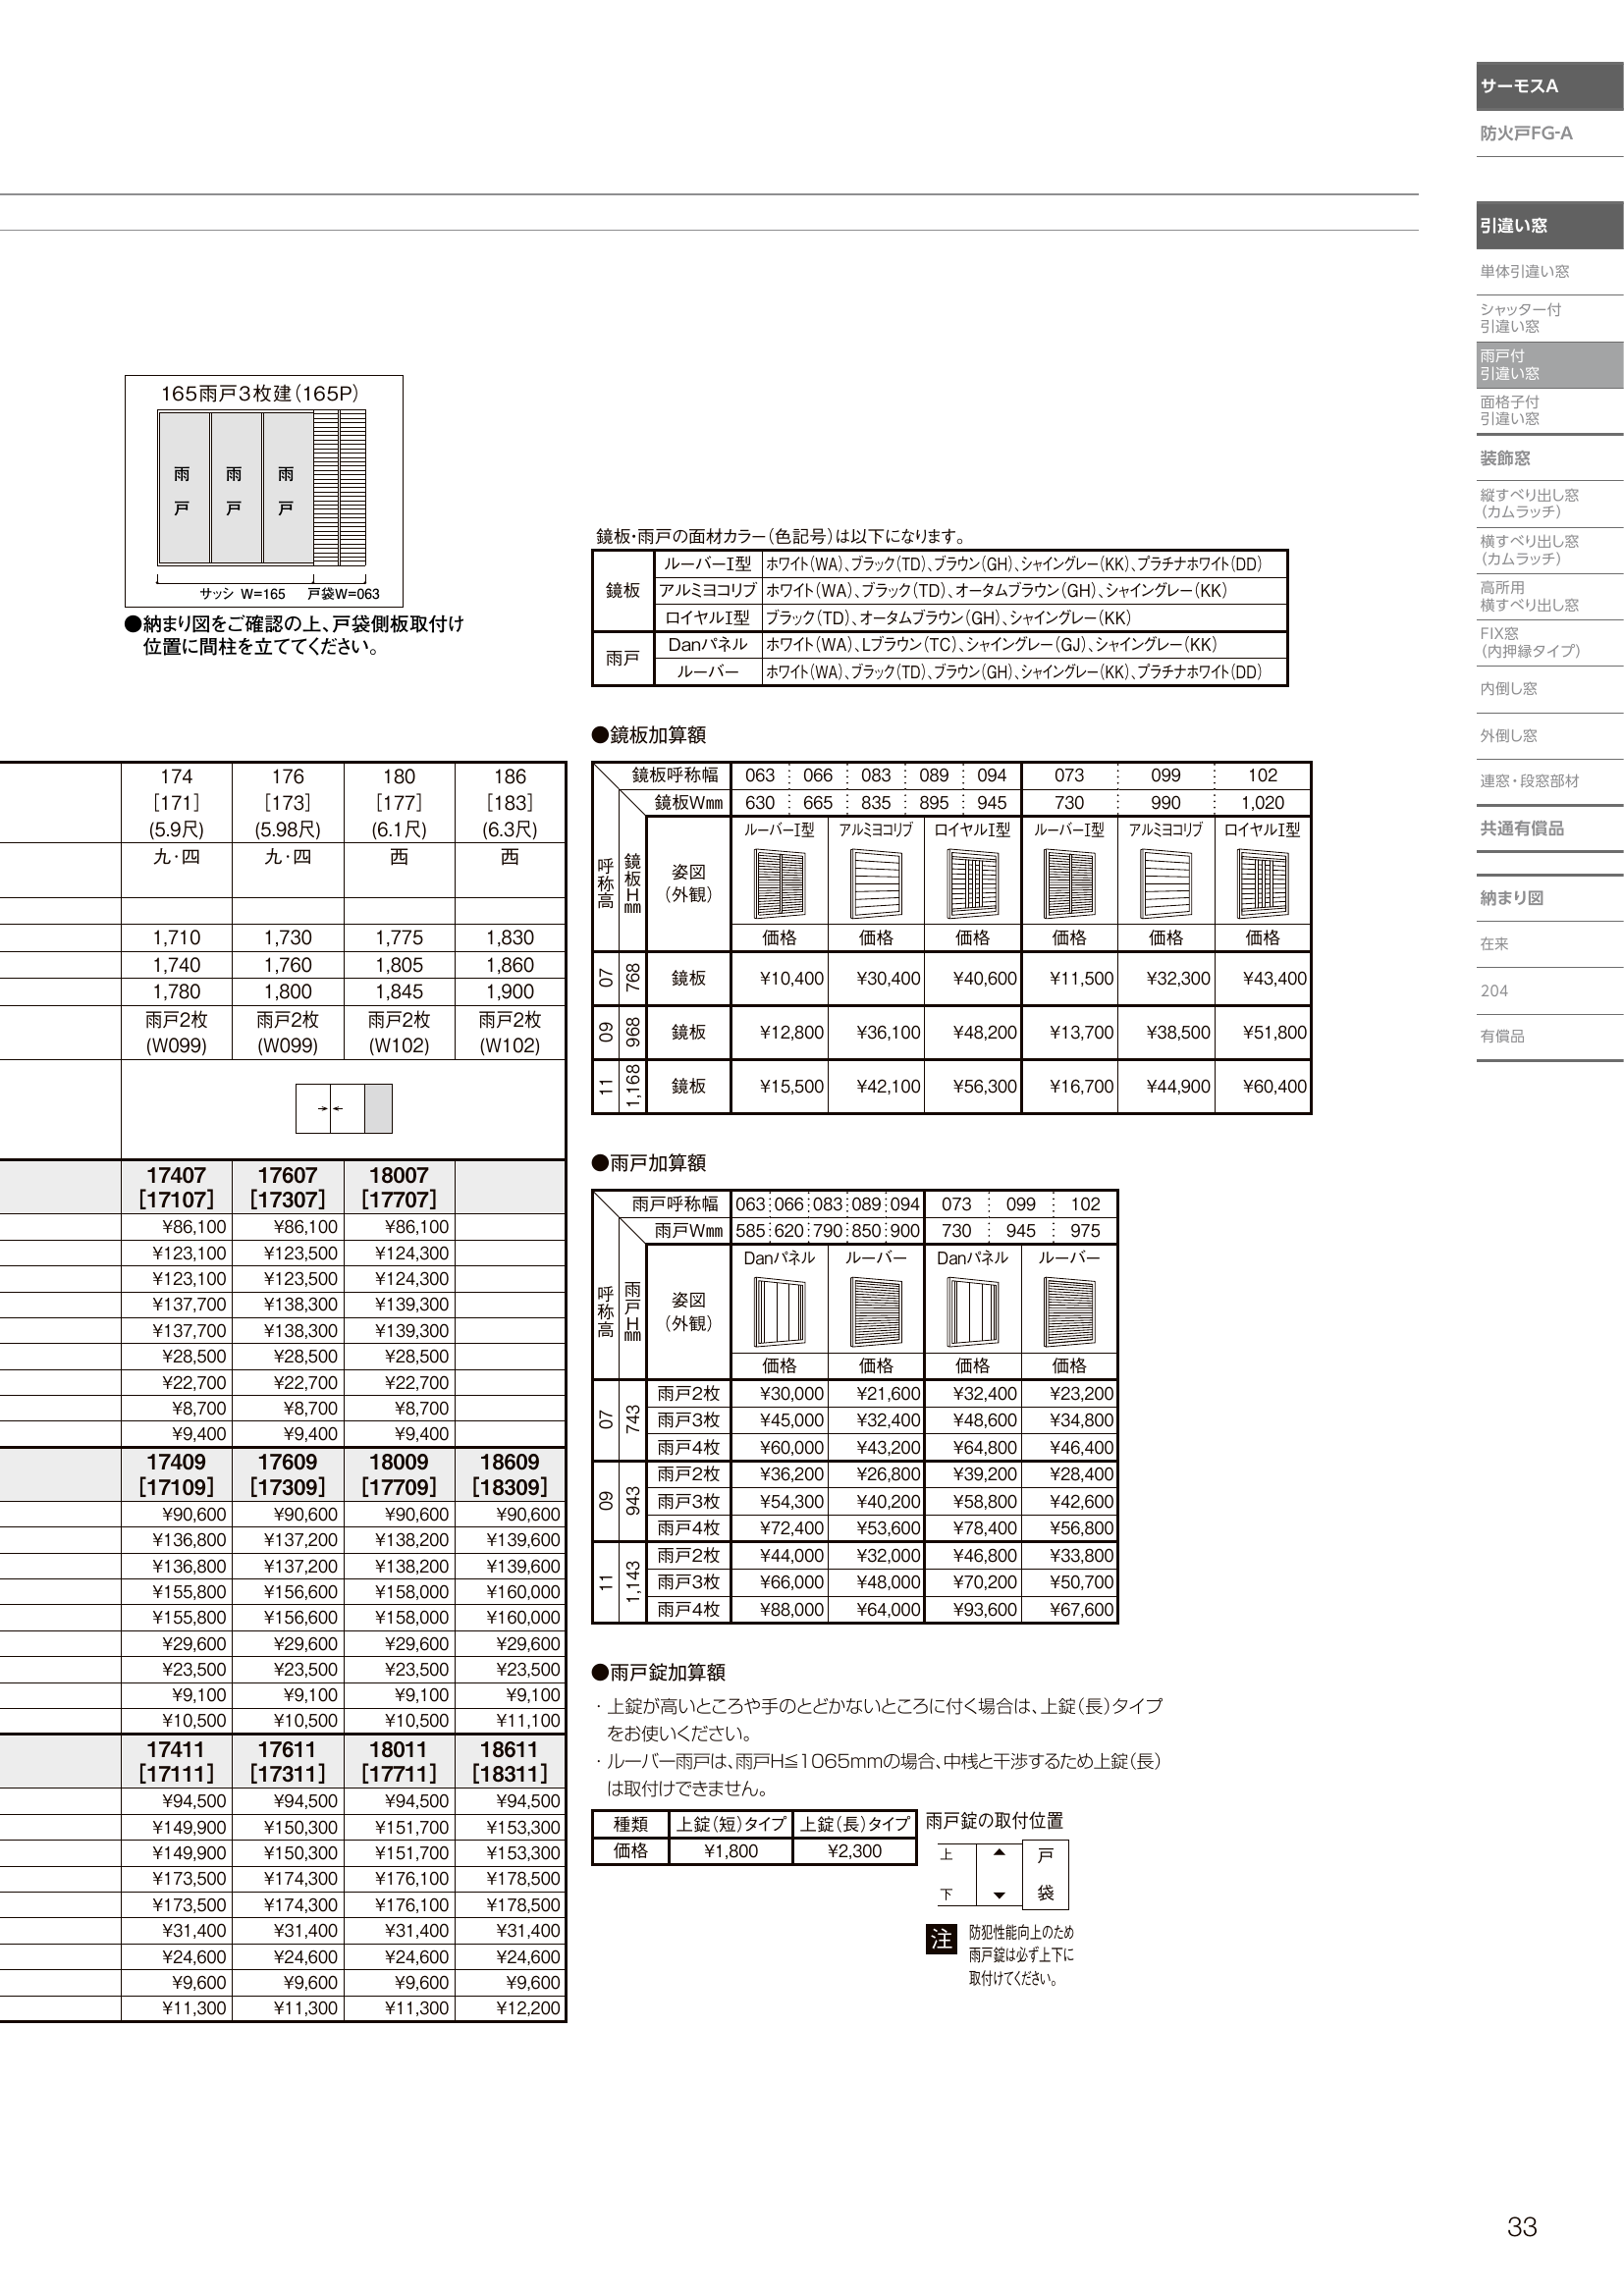 サーモスA
防火戸FG-A
引違い窓
単体引違い窓
シャッター付
引違い窓
雨戸付
引違い窓
面格子付
引違い窓
装飾窓
縦すべり出し窓
（カムラッチ）
横すべり出し窓
（カムラッチ）
高所用
横すべり出し窓
FIX窓
（内押縁タイプ）
内倒し窓
外倒し窓
連窓・段窓部材
共通有償品
納まり図
在来
204
有償品
165雨戸3枚建（165P）
雨戸 雨戸 雨戸
サッシ W=165 戸袋W=063
●納まり図をご確認の上、戸袋側板取付け
位置に間柱を立ててください。
鏡板・雨戸の面材カラー（色記号）は以下になります。
鏡板 ルーバーI型 ホワイト（WA）、ブラック（TD）、ブラウン（GH）、シャイングレー（KK）、プラチナホワイト（DD）
アルミヨコリブ ホワイト（WA）、ブラック（TD）、オータムブラウン（GH）、シャイングレー（KK）
ロイヤルI型 ブラック（TD）、オータムブラウン（GH）、シャイングレー（KK）
雨戸 Danパネル ホワイト（WA）、Lブラウン（TC）、シャイングレー（GJ）、シャイングレー（KK）
ルーバー ホワイト（WA）、ブラック（TD）、ブラウン（GH）、シャイングレー（KK）、プラチナホワイト（DD）
174 176 180 186
［171］ ［173］ ［177］ ［183］
(5.9尺) (5.98尺) (6.1尺) (6.3尺)
九・四 九・四 西 西
1,710 1,730 1,775 1,830
1,740 1,760 1,805 1,860
1,780 1,800 1,845 1,900
雨戸2枚 雨戸2枚 雨戸2枚 雨戸2枚
(W099) (W099) (W102) (W102)
17407 17607 18007
［17107］ ［17307］ ［17707］
¥86,100 ¥86,100 ¥86,100
¥123,100 ¥123,500 ¥124,300
¥123,100 ¥123,500 ¥124,300
¥137,700 ¥138,300 ¥139,300
¥137,700 ¥138,300 ¥139,300
¥28,500 ¥28,500 ¥28,500
¥22,700 ¥22,700 ¥22,700
¥8,700 ¥8,700 ¥8,700
¥9,400 ¥9,400 ¥9,400
17409 17609 18009 18609
［17109］ ［17309］ ［17709］ ［18309］
¥90,600 ¥90,600 ¥90,600 ¥90,600
¥136,800 ¥137,200 ¥138,200 ¥139,600
¥136,800 ¥137,200 ¥138,200 ¥139,600
¥155,800 ¥156,600 ¥158,000 ¥160,000
¥155,800 ¥156,600 ¥158,000 ¥160,000
¥29,600 ¥29,600 ¥29,600 ¥29,600
¥23,500 ¥23,500 ¥23,500 ¥23,500
¥9,100 ¥9,100 ¥9,100 ¥9,100
¥10,500 ¥10,500 ¥10,500 ¥11,100
17411 17611 18011 18611
［17111］ ［17311］ ［17711］ ［18311］
¥94,500 ¥94,500 ¥94,500 ¥94,500
¥149,900 ¥150,300 ¥151,700 ¥153,300
¥149,900 ¥150,300 ¥151,700 ¥153,300
¥173,500 ¥174,300 ¥176,100 ¥178,500
¥173,500 ¥174,300 ¥176,100 ¥178,500
¥31,400 ¥31,400 ¥31,400 ¥31,400
¥24,600 ¥24,600 ¥24,600 ¥24,600
¥9,600 ¥9,600 ¥9,600 ¥9,600
¥11,300 ¥11,300 ¥11,300 ¥12,200
●鏡板加算額
鏡板呼称幅 063 066 083 089 094 073 099 102
鏡板Wmm 630 665 835 895 945 730 990 1,020
呼称高 鏡板Hmm 姿図（外観） ルーバーI型 アルミヨコリブ ロイヤルI型 ルーバーI型 アルミヨコリブ ロイヤルI型
価格 価格 価格 価格 価格 価格
07 768 鏡板 ¥10,400 ¥30,400 ¥40,600 ¥11,500 ¥32,300 ¥43,400
09 968 鏡板 ¥12,800 ¥36,100 ¥48,200 ¥13,700 ¥38,500 ¥51,800
11 1,168 鏡板 ¥15,500 ¥42,100 ¥56,300 ¥16,700 ¥44,900 ¥60,400
●雨戸加算額
雨戸呼称幅 063 066 083 089 094 073 099 102
雨戸Wmm 585 620 790 850 900 730 945 975
呼称高 雨戸Hmm 姿図（外観） Danパネル ルーバー Danパネル ルーバー
価格 価格 価格 価格
07 743 雨戸2枚 ¥30,000 ¥21,600 ¥32,400 ¥23,200
雨戸3枚 ¥45,000 ¥32,400 ¥48,600 ¥34,800
雨戸4枚 ¥60,000 ¥43,200 ¥64,800 ¥46,400
09 943 雨戸2枚 ¥36,200 ¥26,800 ¥39,200 ¥28,400
雨戸3枚 ¥54,300 ¥40,200 ¥58,800 ¥42,600
雨戸4枚 ¥72,400 ¥53,600 ¥78,400 ¥56,800
11 1,143 雨戸2枚 ¥44,000 ¥32,000 ¥46,800 ¥33,800
雨戸3枚 ¥66,000 ¥48,000 ¥70,200 ¥50,700
雨戸4枚 ¥88,000 ¥64,000 ¥93,600 ¥67,600
●雨戸錠加算額
・上錠が高いところや手のとどかないところに付く場合は、上錠（長）タイプ
をお使いください。
・ルーバー雨戸は、雨戸H≦1065mmの場合、中桟と干渉するため上錠（長）
は取付けできません。
種類 上錠（短）タイプ 上錠（長）タイプ
価格 ¥1,800 ¥2,300
雨戸錠の取付位置
上 戸
下 袋
注 防犯性能向上のため
雨戸錠は必ず上下に
取付けてください。
33